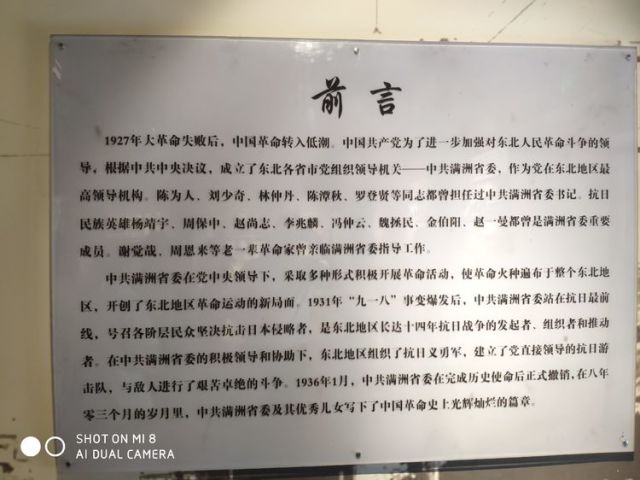 前 言
1927年大革命失败后，中国革命转入低潮。中国共产党为了进一步加强对东北人民革命斗争的领
导，根据中共中央决议，成立了东北各省市党组织领导机关——中共满洲省委，作为党在东北地区最
高领导机构。陈为人、刘少奇、林仲丹、陈潭秋、罗登贤等同志都曾担任过中共满洲省委书记。抗日
民族英雄杨靖宇、周保中、赵尚志、李兆麟、冯仲云、魏拯民、金伯阳、赵一曼都曾是满洲省委重要
成员。谢觉哉、周恩来等老一辈革命家曾亲临满洲省委指导工作。
中共满洲省委在党中央领导下，采取多种形式积极开展革命活动，使革命火种遍布于整个东北地
区，开创了东北地区革命运动的新局面。1931年“九一八”事变爆发后，中共满洲省委站在抗日最前
线，号召各阶层民众坚决抗击日本侵略者，是东北地区长达十四年抗日战争的发起者、组织者和推动
者。在中共满洲省委的积极领导和协助下，东北地区组织了抗日义勇军，建立了党直接领导的抗日游
击队，与敌人进行了艰苦卓绝的斗争。1936年1月，中共满洲省委在完成历史使命后正式撤销，在八年
零三个月的岁月里，中共满洲省委及其优秀儿女写下了中国革命史上光辉灿烂的篇章。
SHOT ON MI 8
AI DUAL CAMERA